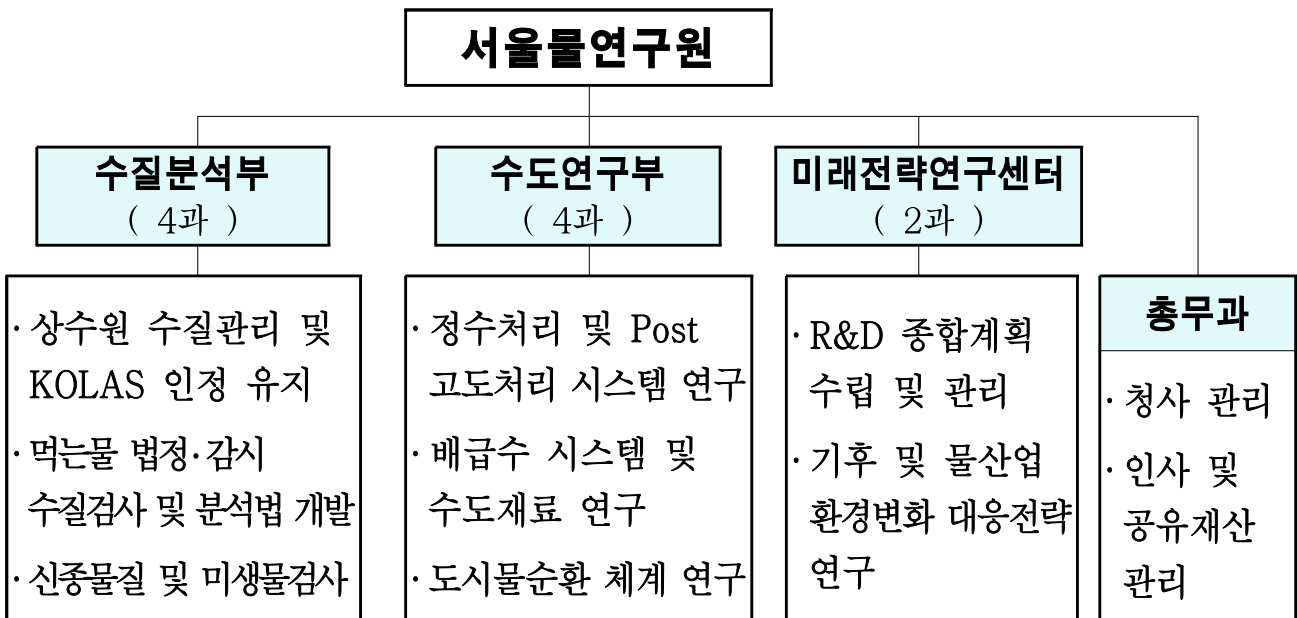 서울물연구원
수질분석부
( 4과 )
· 상수원 수질관리 및
KOLAS 인정 유지
· 먹는물 법정·감시
수질검사 및 분석법 개발
· 신종물질 및 미생물검사
수도연구부
( 4과 )
· 정수처리 및 Post
고도처리 시스템 연구
· 배급수 시스템 및
수도재료 연구
· 도시물순환 체계 연구
미래전략연구센터
( 2과 )
· R&D 종합계획
수립 및 관리
· 기후 및 물산업
환경변화 대응전략
연구
총무과
· 청사 관리
· 인사 및
공유재산
관리